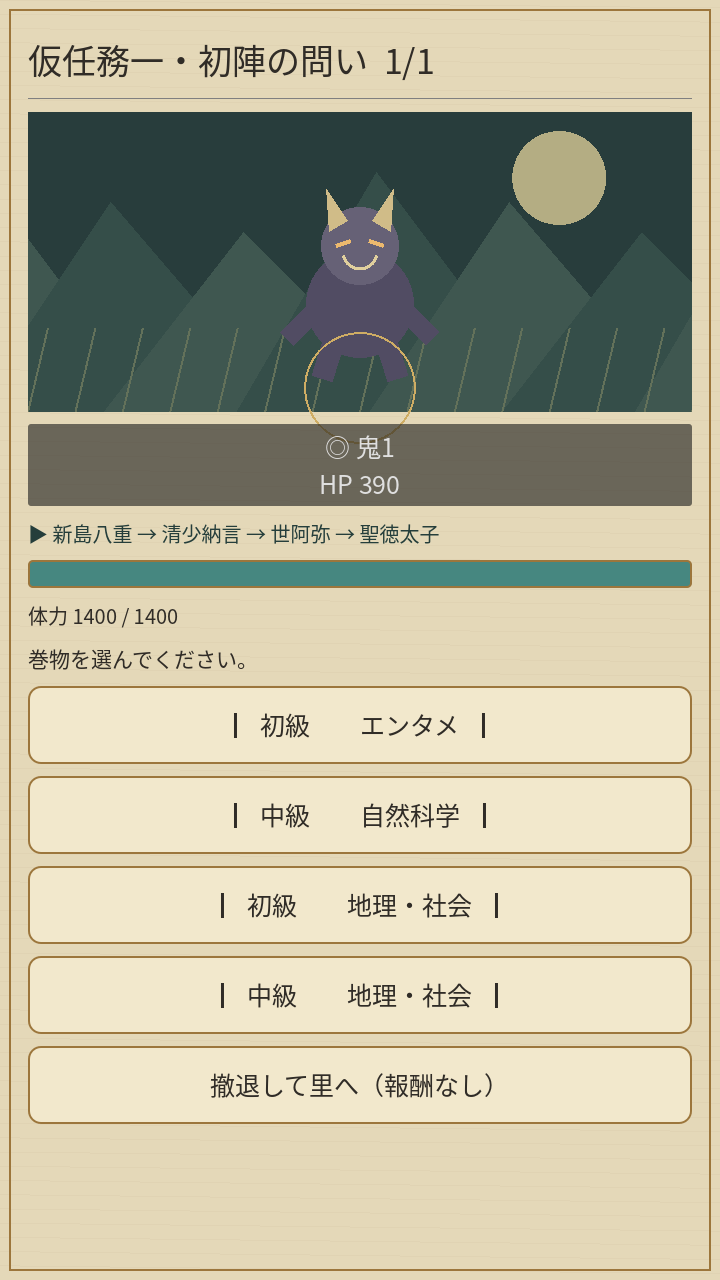 仮任務一・初陣の問い 1/1
◎ 鬼1
HP 390
▶ 新島八重 → 清少納言 → 世阿弥 → 聖徳太子
体力 1400 / 1400
巻物を選んでください。
┃ 初級　　エンタメ ┃
┃ 中級　　自然科学 ┃
┃ 初級　　地理・社会 ┃
┃ 中級　　地理・社会 ┃
撤退して里へ（報酬なし）